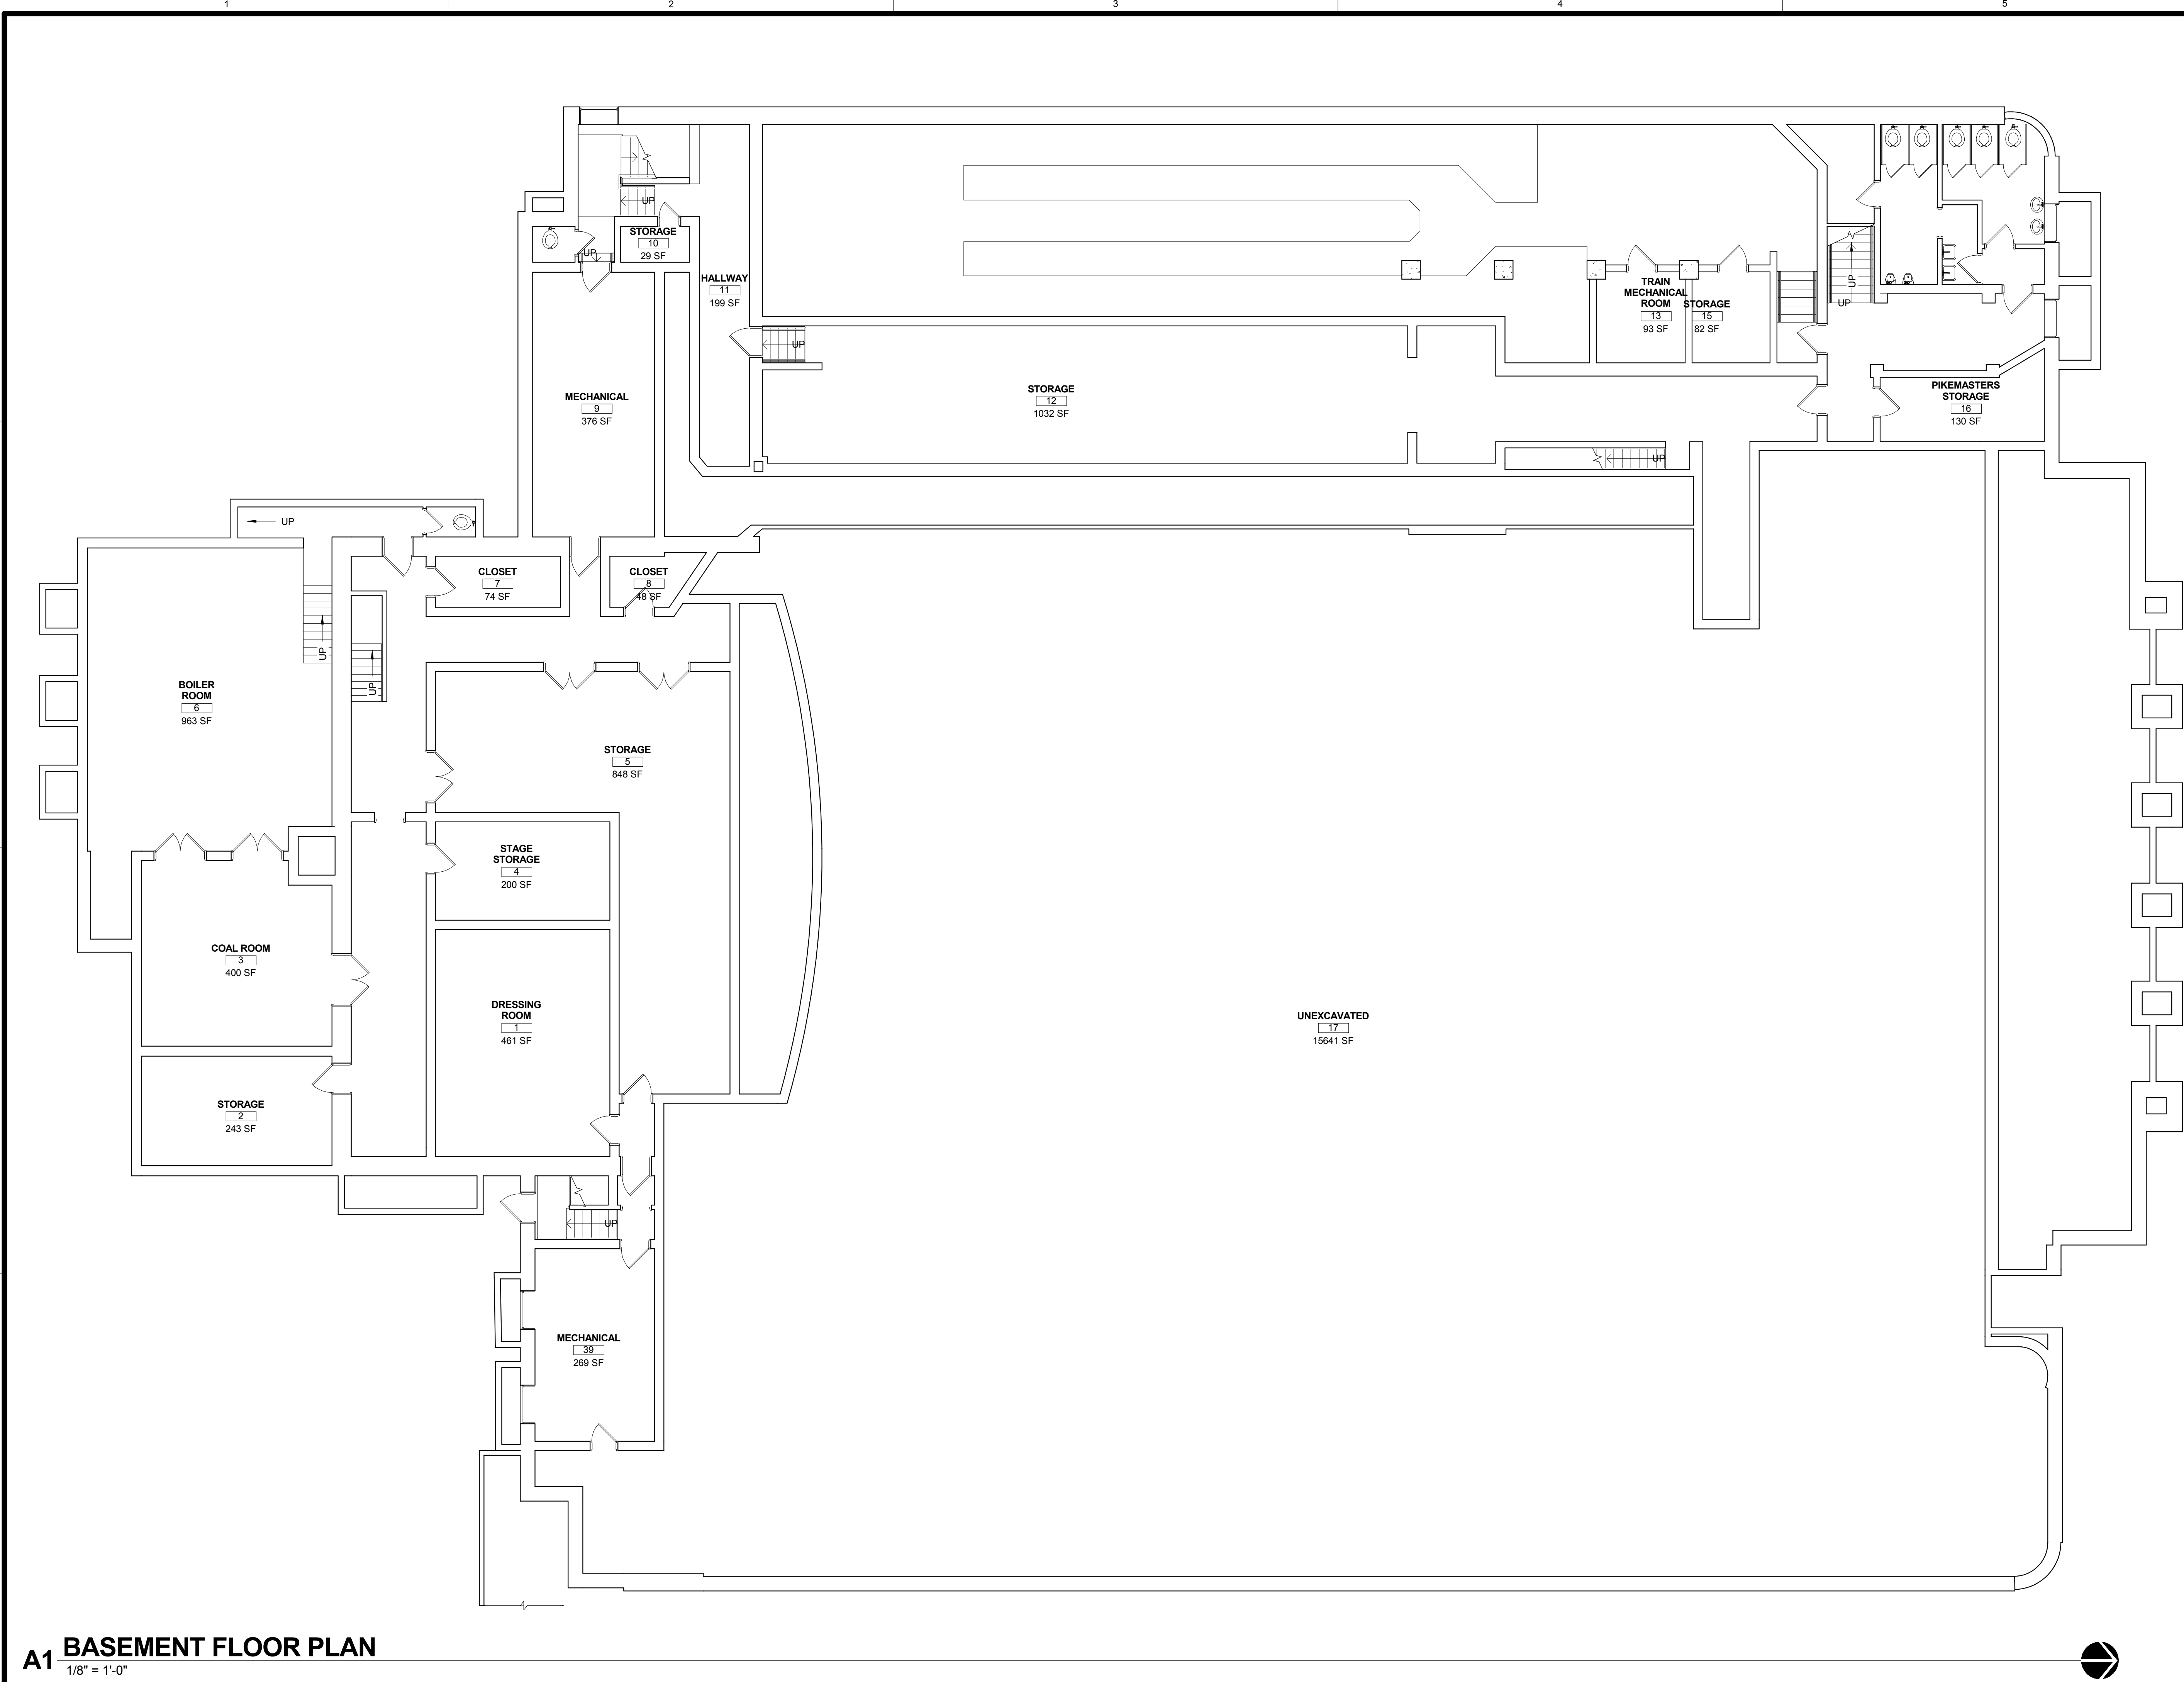 1
2
3
4
5
UP
UP
UP
STORAGE
10
29 SF
HALLWAY
11
199 SF
UP
UP
UP
TRAIN
MECHANICAL
ROOM
13
93 SF
STORAGE
15
82 SF
MECHANICAL
9
376 SF
STORAGE
12
1032 SF
PIKEMASTERS
STORAGE
16
130 SF
UP
UP
CLOSET
7
74 SF
CLOSET
8
48 SF
UP
UP
BOILER
ROOM
6
963 SF
STORAGE
5
848 SF
STAGE
STORAGE
4
200 SF
COAL ROOM
3
400 SF
DRESSING
ROOM
1
461 SF
UNEXCAVATED
17
15641 SF
STORAGE
2
243 SF
UP
MECHANICAL
39
269 SF
A1 BASEMENT FLOOR PLAN
1/8" = 1'-0"